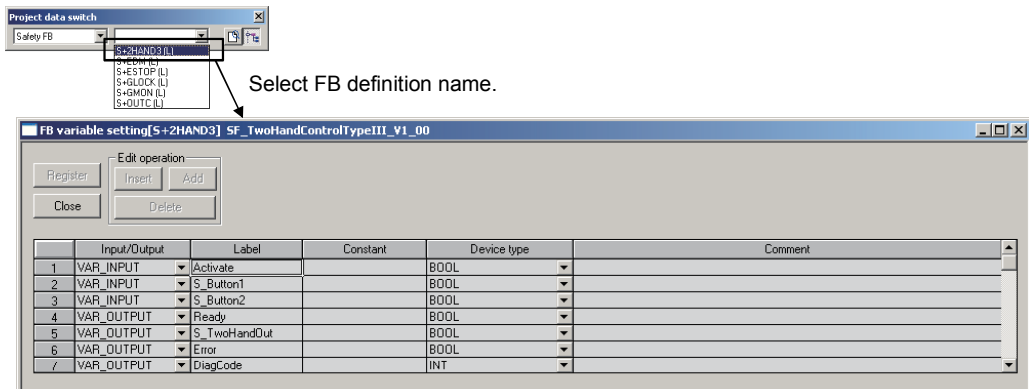 Project data switch
Safety FB
S+2HAND3 (L)
S+EDM (L)
S+ESTOP (L)
S+GLOCK (L)
S+GMON (L)
S+OUTC (L)
Select FB definition name.
FB variable setting[S+2HAND3] SF_TwoHandControlTypeIII_V1_00
Edit operation
Register Insert Add
Close Delete
Input/Output Label Constant Device type Comment
1 VAR_INPUT Activate BOOL
2 VAR_INPUT S_Button1 BOOL
3 VAR_INPUT S_Button2 BOOL
4 VAR_OUTPUT Ready BOOL
5 VAR_OUTPUT S_TwoHandOut BOOL
6 VAR_OUTPUT Error BOOL
7 VAR_OUTPUT DiagCode INT